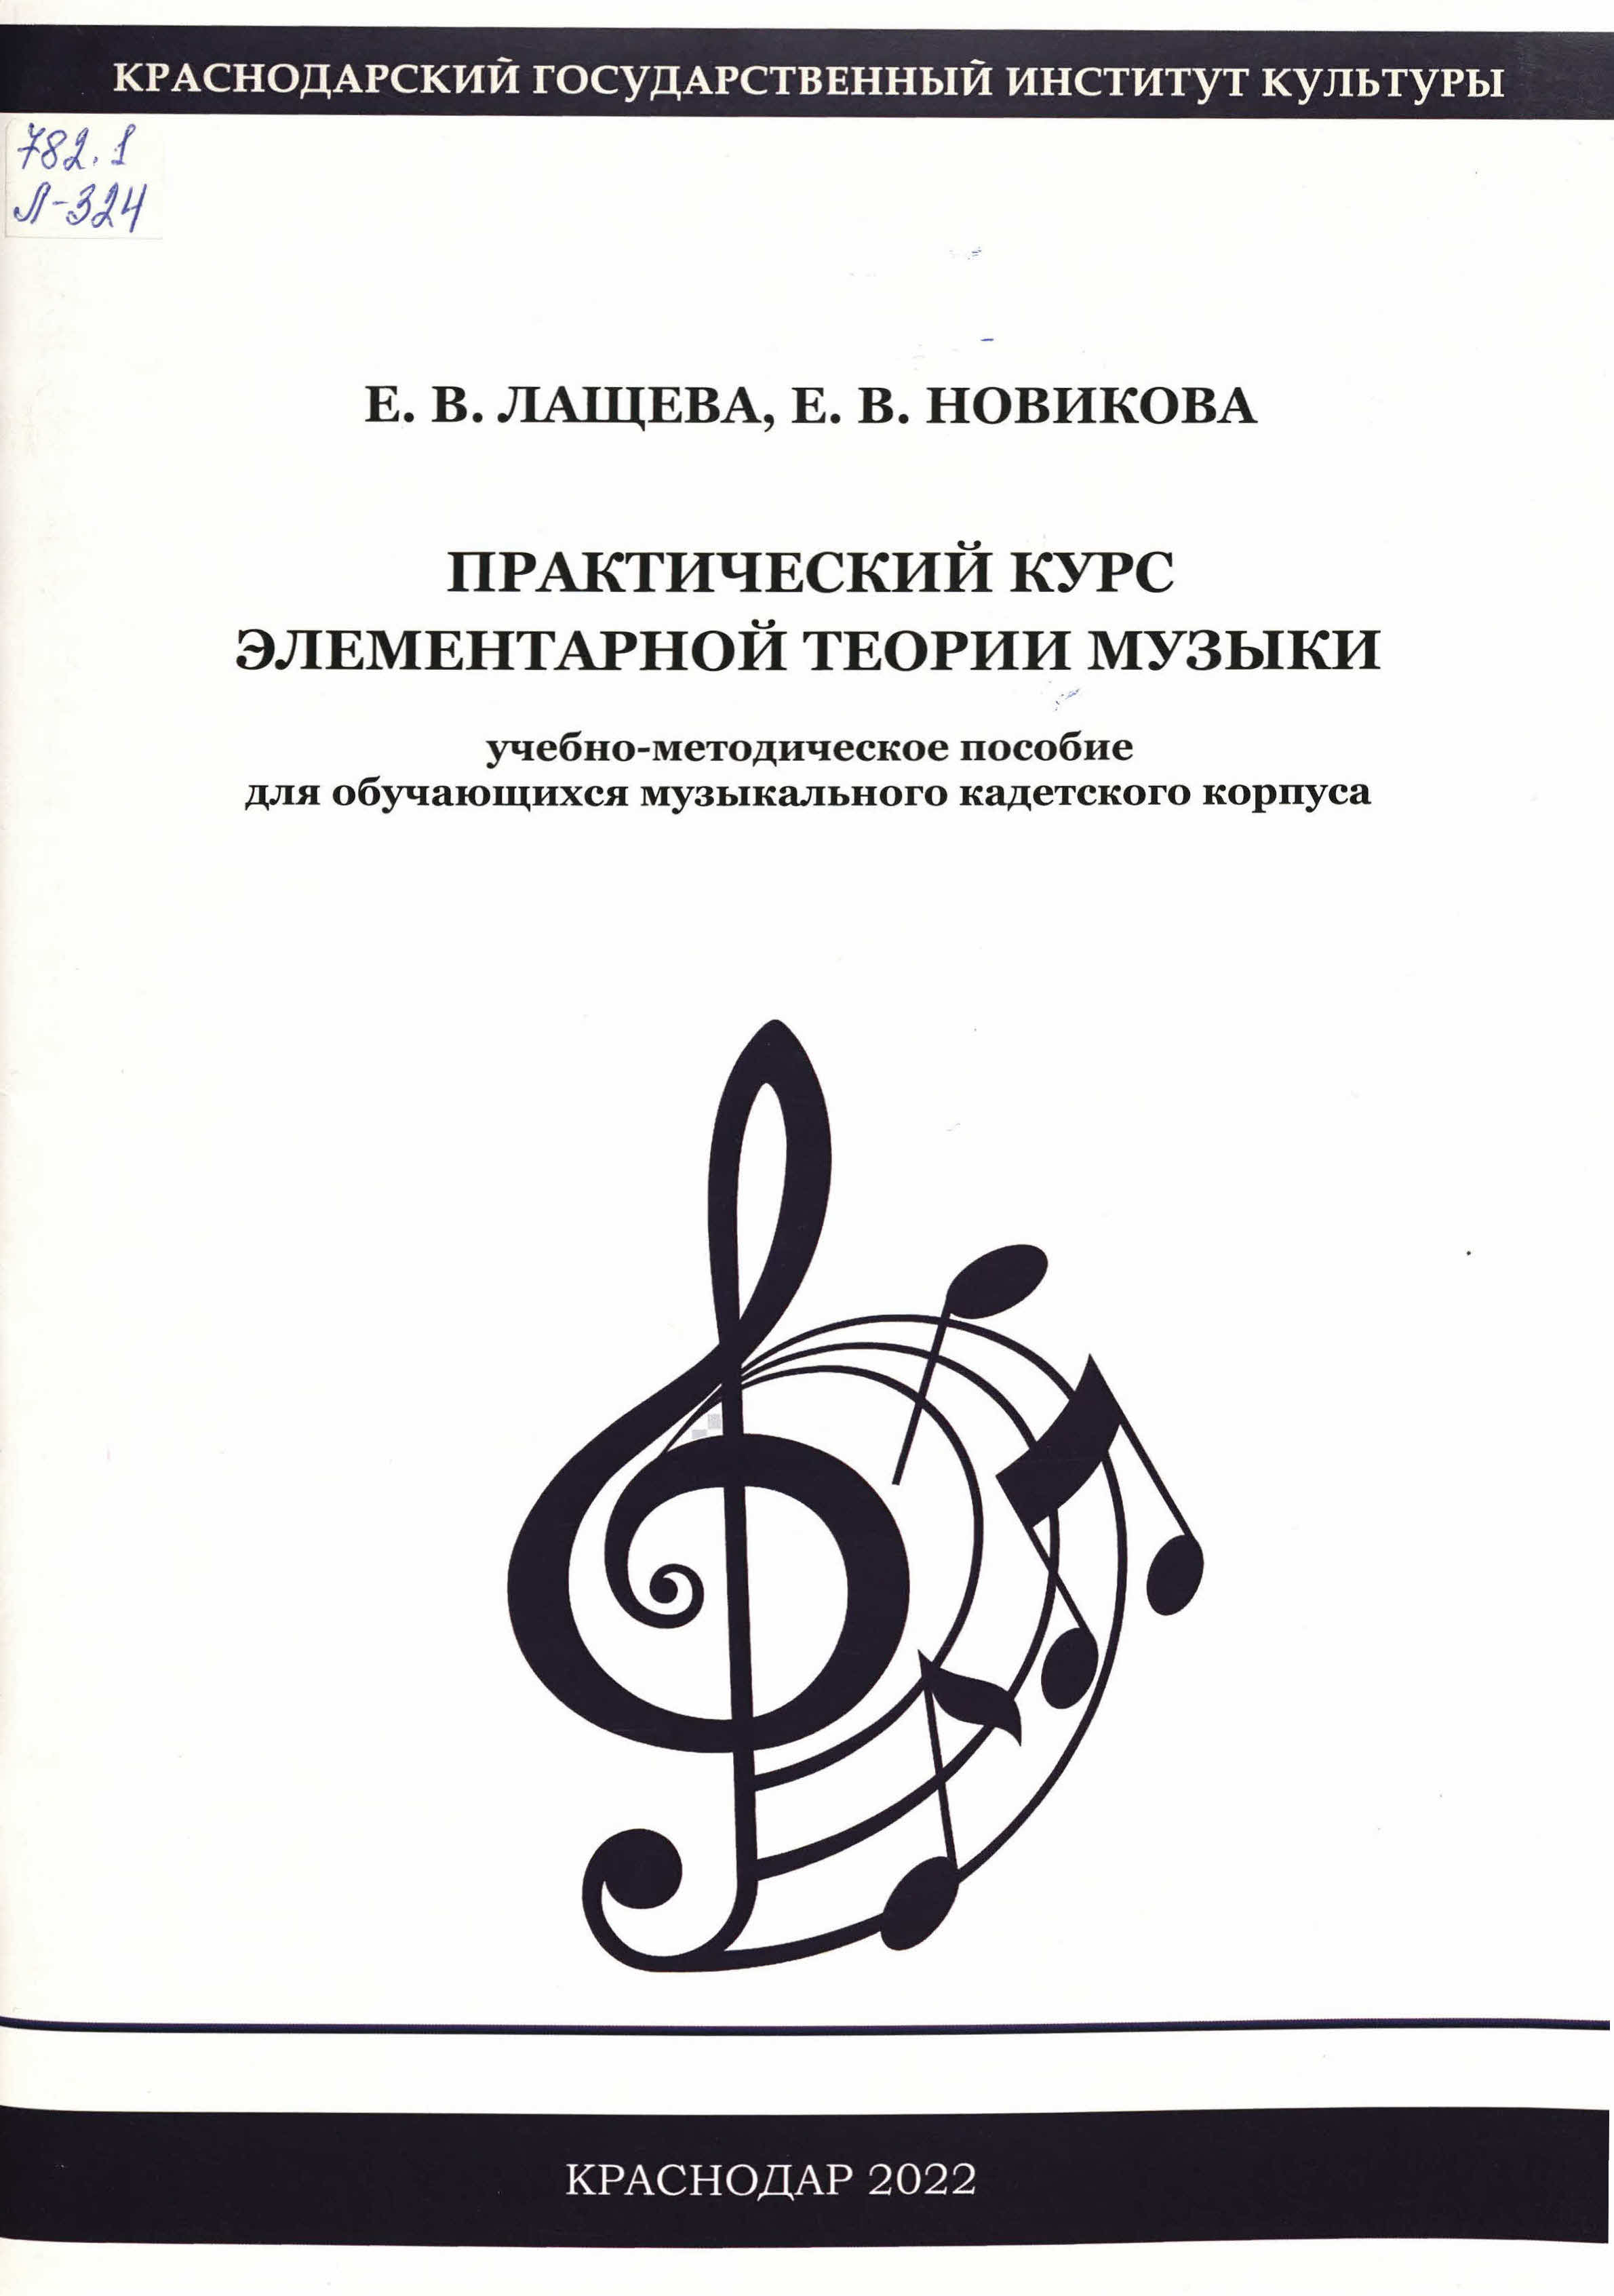 КРАСНОДАРСКИЙ ГОСУДАРСТВЕННЫЙ ИНСТИТУТ КУЛЬТУРЫ
782.1
Л-324
Е. В. ЛАЩЕВА, Е. В. НОВИКОВА
ПРАКТИЧЕСКИЙ КУРС
ЭЛЕМЕНТАРНОЙ ТЕОРИИ МУЗЫКИ
учебно-методическое пособие
для обучающихся музыкального кадетского корпуса
КРАСНОДАР 2022